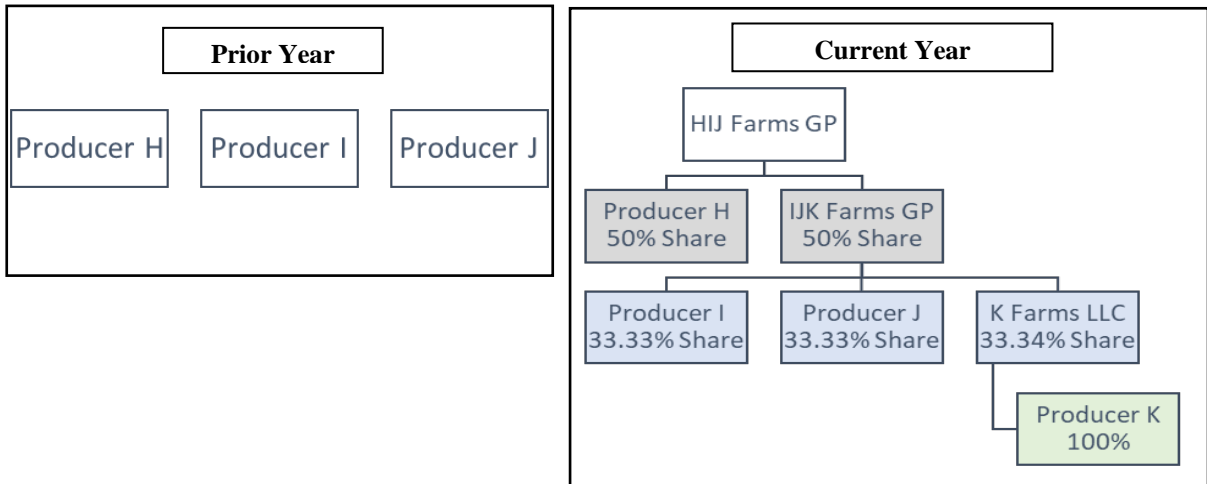 Prior Year
Producer H
Producer I
Producer J
Current Year
HIJ Farms GP
Producer H
50% Share
IJK Farms GP
50% Share
Producer I
33.33% Share
Producer J
33.33% Share
K Farms LLC
33.34% Share
Producer K
100%